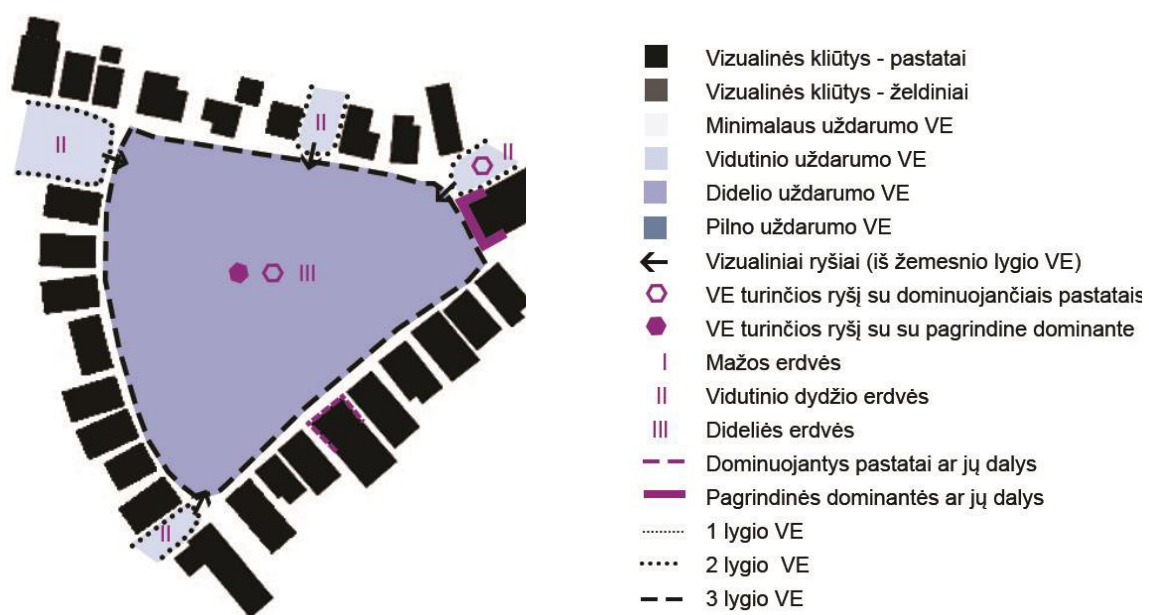 II
II
II
III
II
Vizualinės kliūtys - pastatai
Vizualinės kliūtys - želdiniai
Minimalaus uždarumo VE
Vidutinio uždarumo VE
Didelio uždarumo VE
Pilno uždarumo VE
Vizualiniai ryšiai (iš žemesnio lygio VE)
VE turinčios ryšį su dominuojančiais pastatais
VE turinčios ryšį su su pagrindine dominante
I Mažos erdvės
II Vidutinio dydžio erdvės
III Dideliės erdvės
Dominuojantys pastatai ar jų dalys
Pagrindinės dominantės ar jų dalys
1 lygio VE
2 lygio VE
3 lygio VE